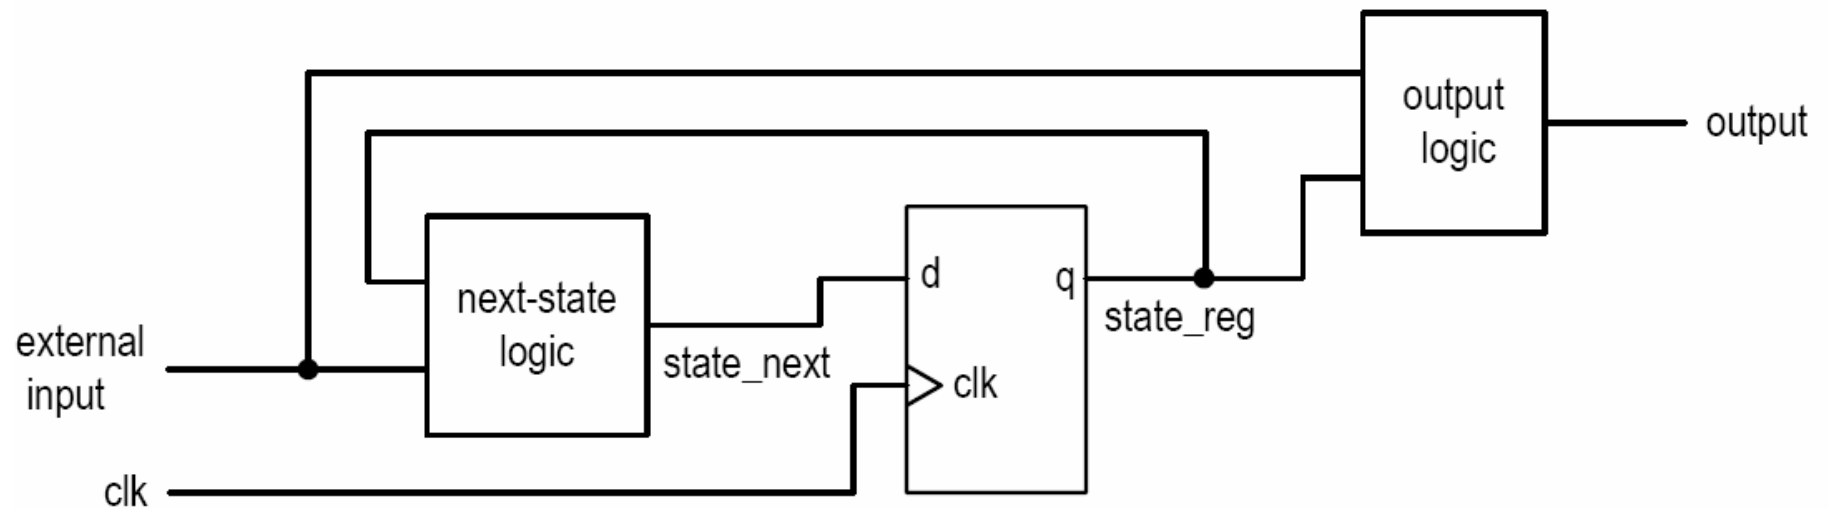 output
logic
output
next-state
logic
d
q
state_reg
external
input
state_next
clk
clk